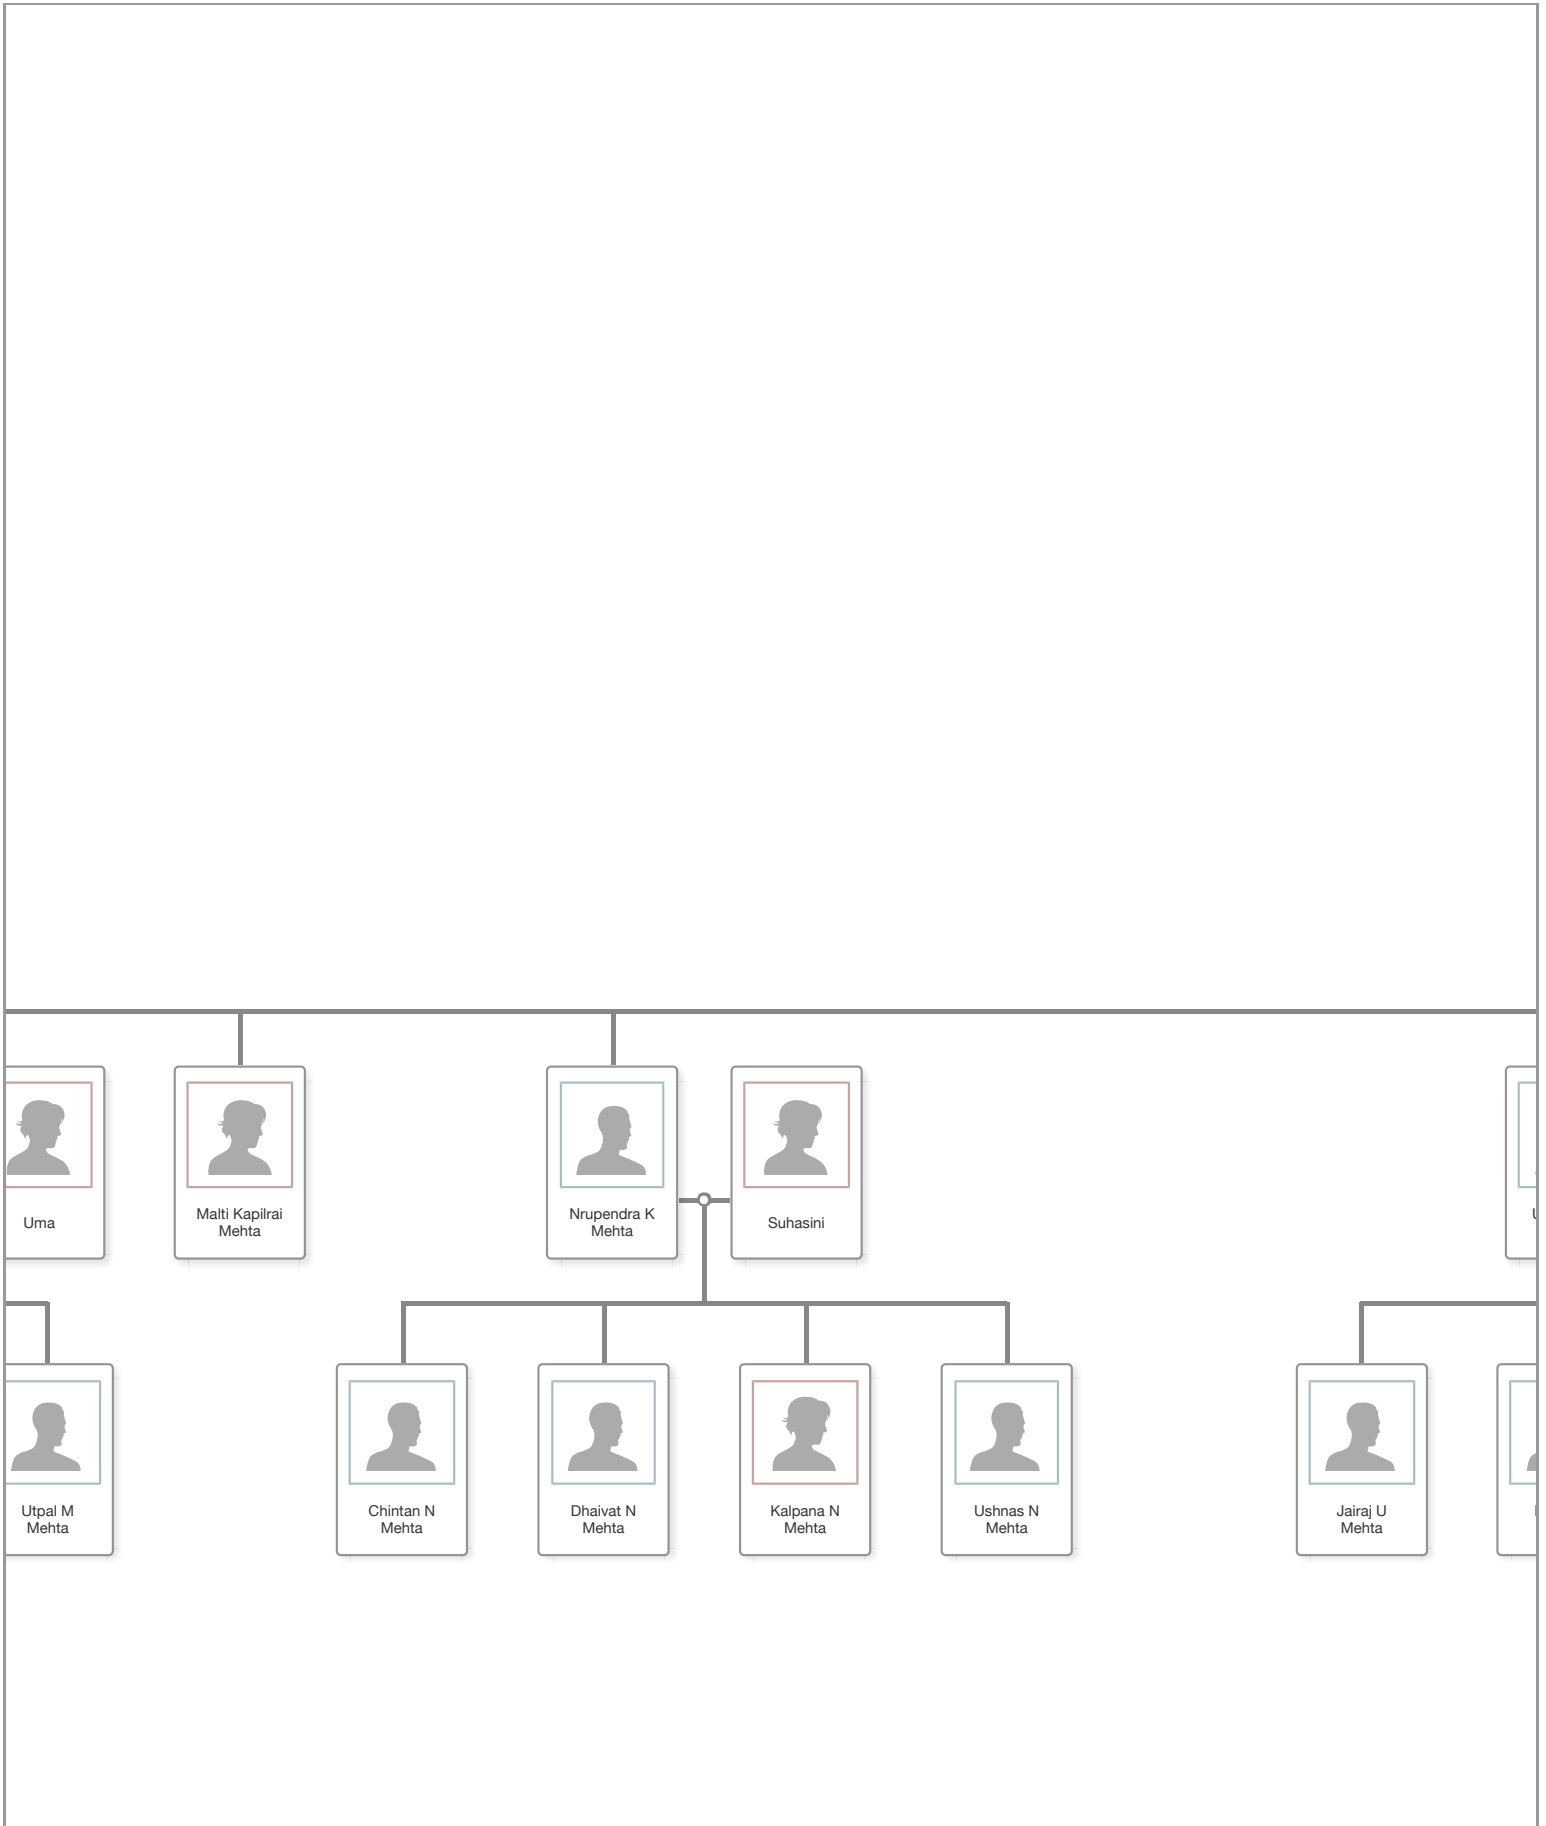 Uma
Malti Kapilrai
Mehta
Nrupendra K
Mehta
Suhasini
Utpal M
Mehta
Chintan N
Mehta
Dhaivat N
Mehta
Kalpana N
Mehta
Ushnas N
Mehta
Jairaj U
Mehta